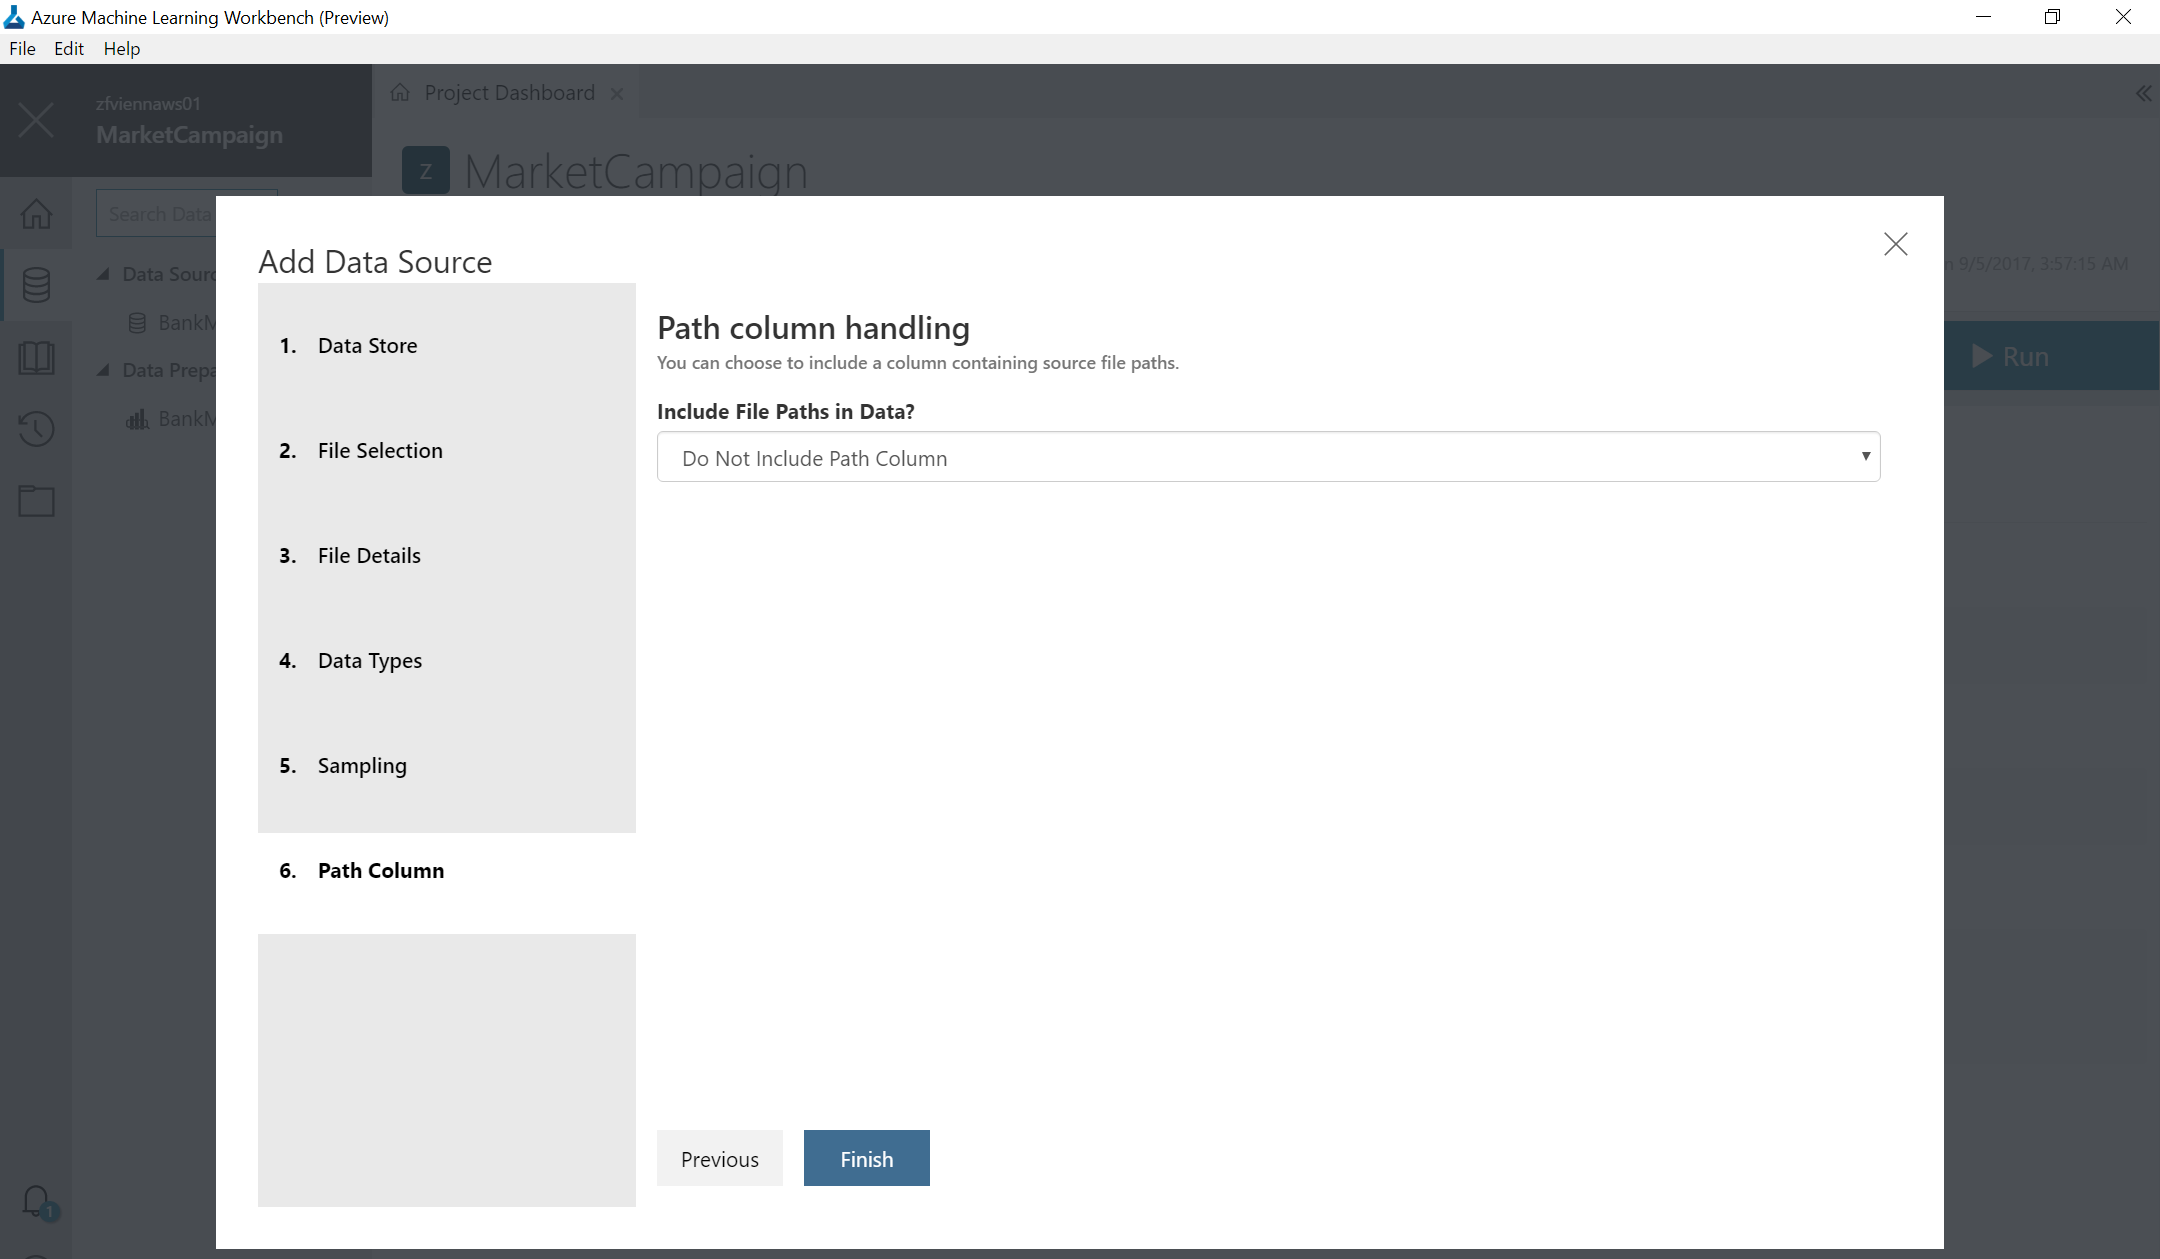 Azure Machine Learning Workbench (Preview)
File Edit Help
zfviennaws01
MarketCampaign
Project Dashboard
Z MarketCampaign
Search Data
Data Sourc
BankM
Data Prepa
BankM
n 9/5/2017, 3:57:15 AM
Run
Add Data Source
1. Data Store
2. File Selection
3. File Details
4. Data Types
5. Sampling
6. Path Column
Path column handling
You can choose to include a column containing source file paths.
Include File Paths in Data?
Do Not Include Path Column
Previous
Finish
1